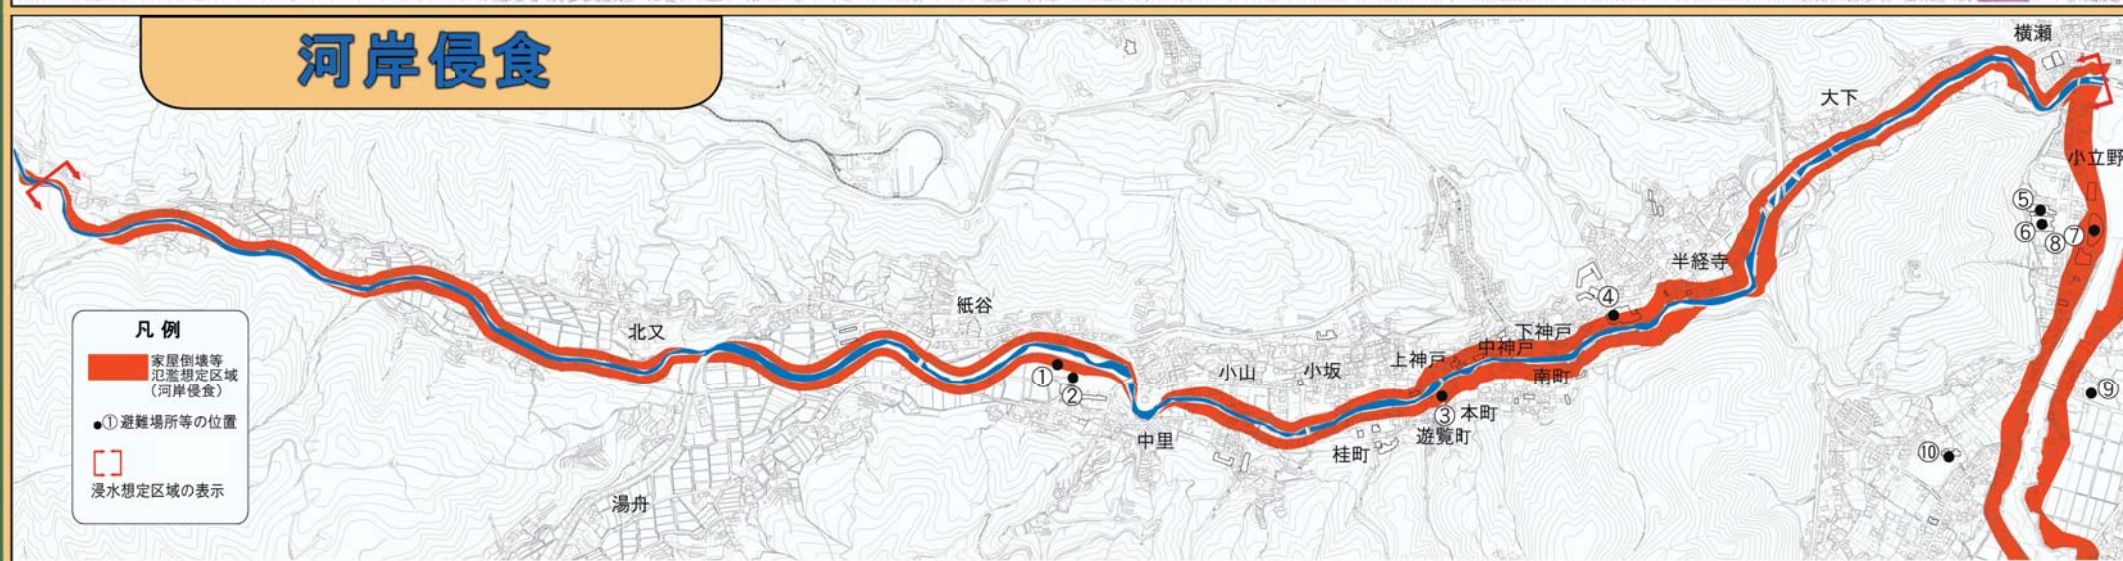 河岸侵食
横瀬
大下
小立野
⑤
⑥
⑧
⑦
半経寺
④
紙谷
北又
下神戸
中神戸
上神戸
小山
小坂
南町
①
②
⑨
③
本町
中里
遊覧町
桂町
⑩
湯舟
凡例
家屋倒壊等
氾濫想定区域
（河岸侵食）
●①避難場所等の位置
浸水想定区域の表示